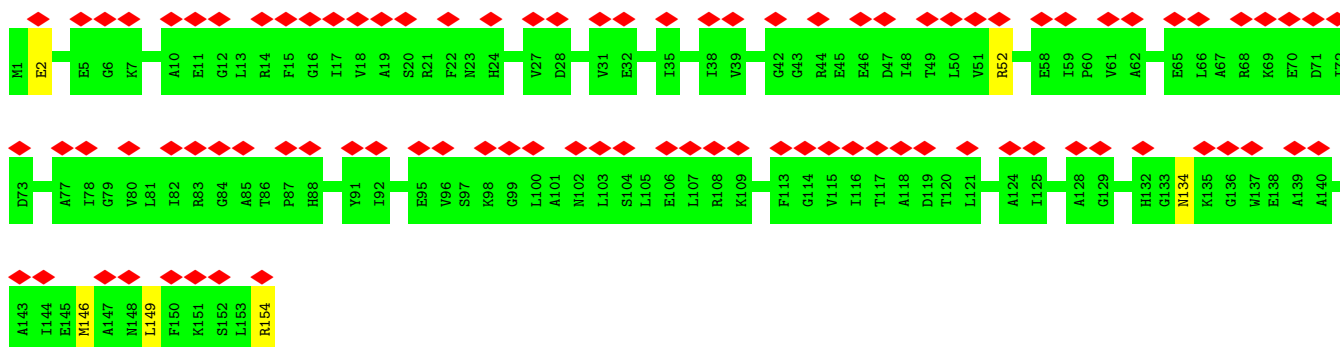 M1 E2 E5 G6 K7 A10 E11 G12 L13 R14 F15 G16 I17 V18 A19 S20 R21 F22 N23 H24 V27 D28 V31 E32 I35 I38 V39 G42 G43 R44 E45 E46 D47 I48 T49 L50 V51 R52 E58 I59 P60 V61 A62 E65 L66 A67 R68 K69 E70 D71 I72
D73 A77 I78 G79 V80 L81 I82 R83 G84 A85 T86 P87 H88 Y91 I92 E95 V96 S97 K98 G99 L100 A101 N102 L103 S104 L105 E106 L107 R108 K109 F113 G114 V115 I116 T117 A118 D119 T120 L121 A124 I125 A128 G129 H132 G133 N134 K135 G136 W137 E138 A139 A140
A143 I144 E145 M146 A147 N148 L149 F150 K151 S152 L153 R154